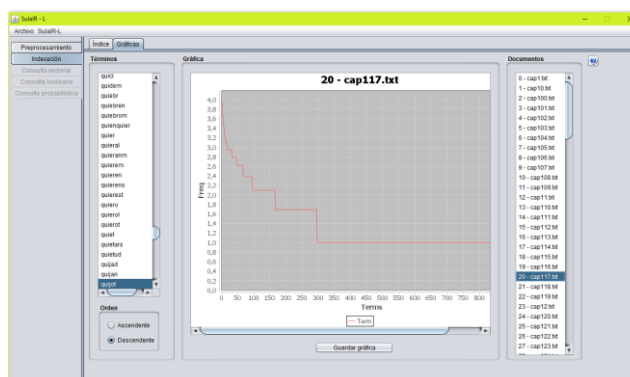 SulaIR - L
Archivo SulaIR-L
Preprocesamiento
Indexación
Consulta vectorial
Consulta booleana
Consulta probabilística
Índice Gráficas
Términos
quici
quidem
quiebr
quiebren
quiebrom
quienquier
quier
quieral
quieranm
quierem
quieren
quierens
quierest
quiero
quierol
quierot
quiet
quietars
quietud
quijad
quijan
quijot
Orden
Ascendente
Descendente
Gráfica
20 - cap117.txt
Freq
4,0
3,8
3,6
3,4
3,2
3,0
2,8
2,6
2,4
2,2
2,0
1,8
1,6
1,4
1,2
1,0
0,8
0,6
0,4
0,2
0,0
0 50 100 150 200 250 300 350 400 450 500 550 600 650 700 750 800
Terms
Term
Guardar gráfica
Documentos
0 - cap1.txt
1 - cap10.txt
2 - cap100.txt
3 - cap101.txt
4 - cap102.txt
5 - cap103.txt
6 - cap104.txt
7 - cap105.txt
8 - cap106.txt
9 - cap107.txt
10 - cap108.txt
11 - cap109.txt
12 - cap11.txt
13 - cap110.txt
14 - cap111.txt
15 - cap112.txt
16 - cap113.txt
17 - cap114.txt
18 - cap115.txt
19 - cap116.txt
20 - cap117.txt
21 - cap118.txt
22 - cap119.txt
23 - cap12.txt
24 - cap120.txt
25 - cap121.txt
26 - cap122.txt
27 - cap123.txt